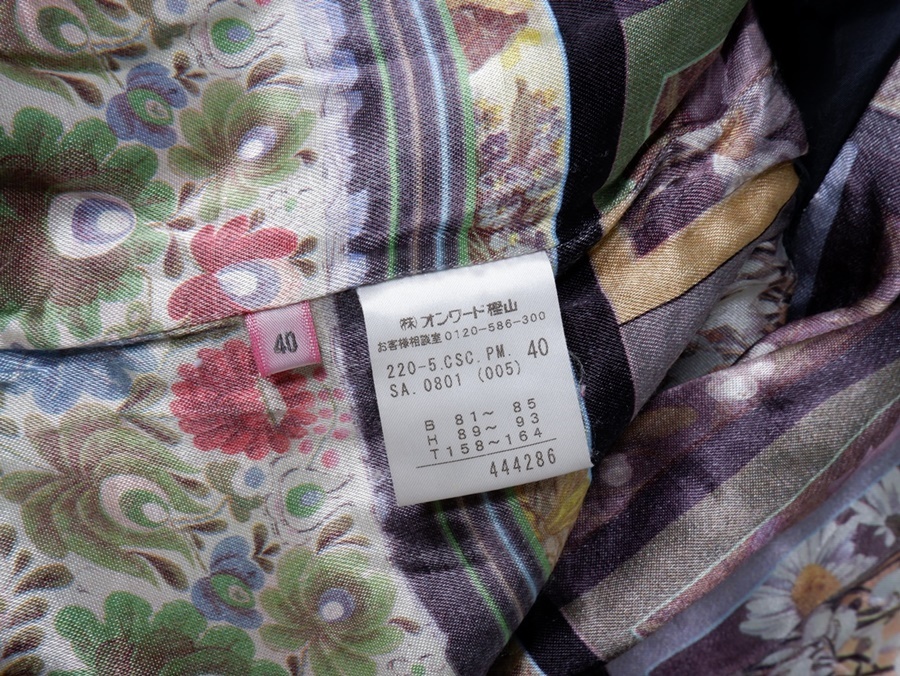 40
(株)オンワード樫山
お客様相談室 0120-586-300
220-5.CSC.PM. 40
SA.0801 (005)
B 81～ 85
H 89～ 93
T158～164
444286